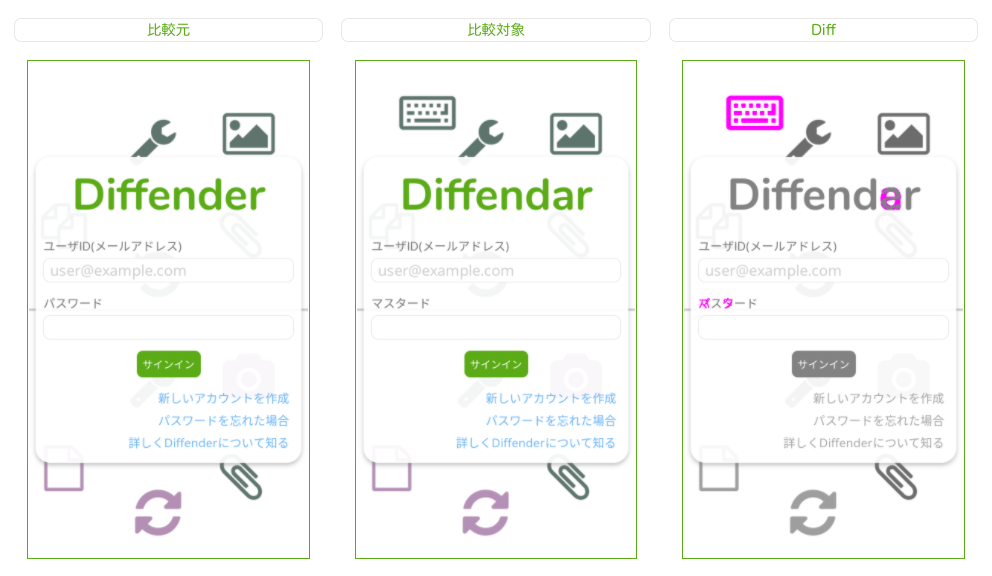 比較元
比較対象
Diff
Diffender
ユーザID(メールアドレス)
user@example.com
パスワード
サインイン
新しいアカウントを作成
パスワードを忘れた場合
詳しくDiffenderについて知る
Diffendar
ユーザID(メールアドレス)
user@example.com
マスタード
サインイン
新しいアカウントを作成
パスワードを忘れた場合
詳しくDiffenderについて知る
ユーザID(メールアドレス)
user@example.com
サインイン
新しいアカウントを作成
パスワードを忘れた場合
詳しくDiffenderについて知る